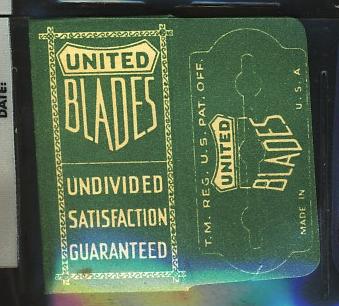 DATE:
UNITED
BLADES
UNDIVIDED
SATISFACTION
GUARANTEED
T.M. REG. U.S. PAT. OFF.
UNITED
BLADES
MADE IN U.S.A